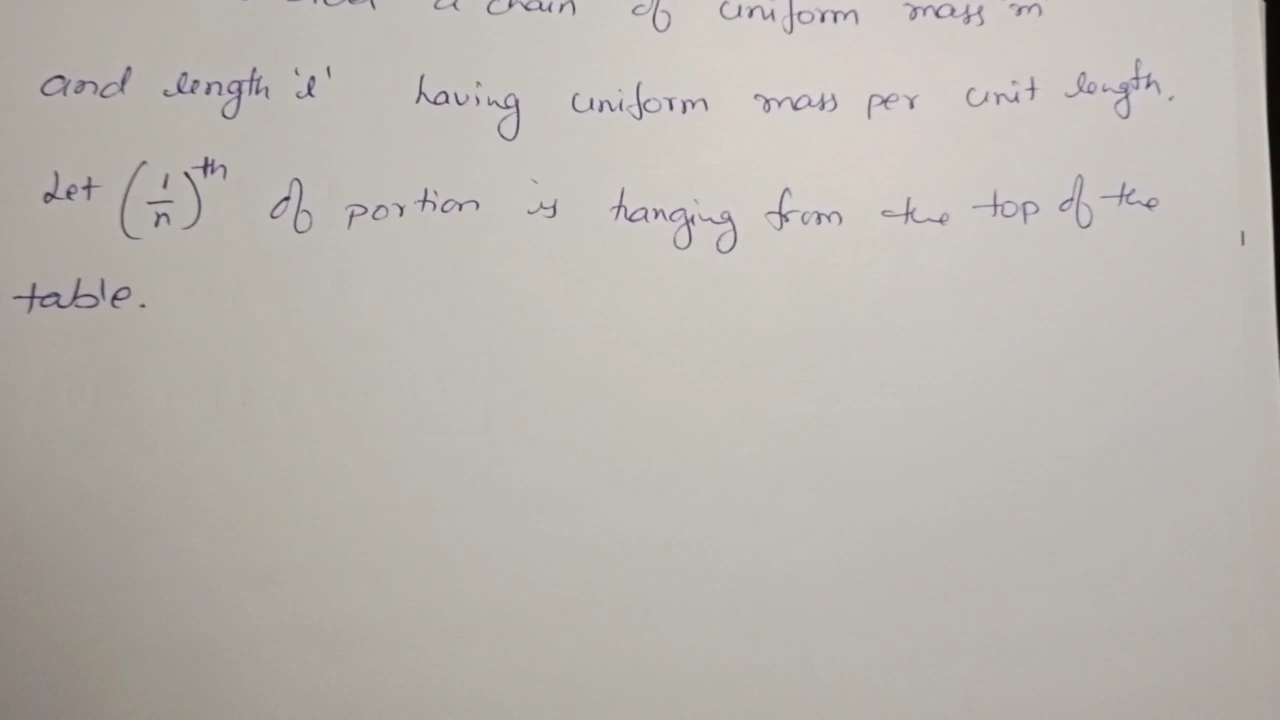 a chain of uniform mass m
and length 'l' having uniform mass per unit length.
Let (1/n)th of portion is hanging from the top of the
table.